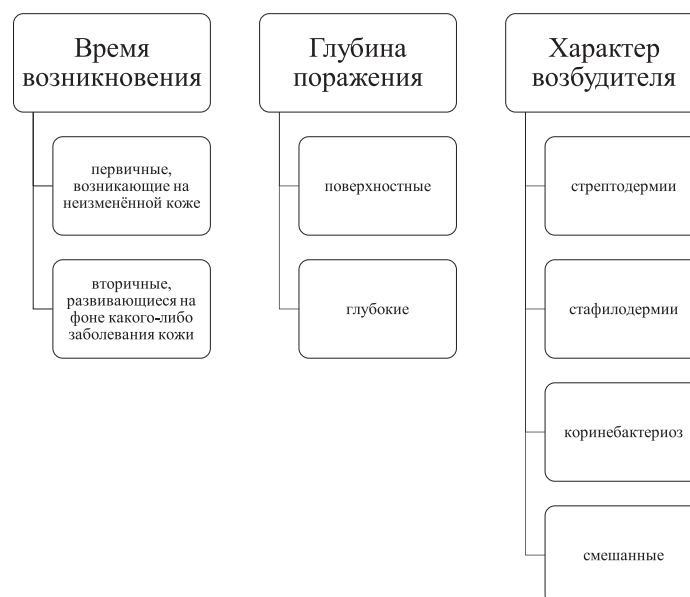 Время
возникновения
первичные,
возникающие на
неизменённой коже
вторичные,
развивающиеся на
фоне какого-либо
заболевания кожи
Глубина
поражения
поверхностные
глубокие
Характер
возбудителя
стрептодермии
стафилодермии
коринебактериоз
смешанные